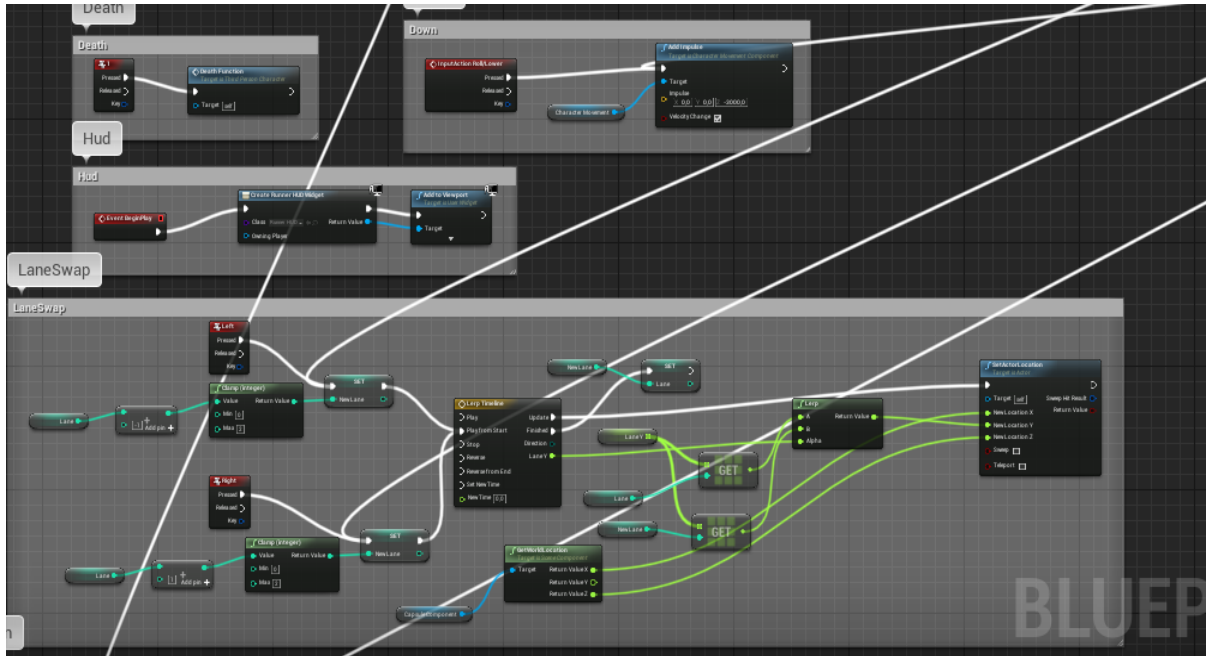 Death
Death
1
Pressed
Released
Key
Death Function
Target is Third Person Character
Target self
Down
InputAction Roll/Lower
Pressed
Released
Key
Character Movement
Add Impulse
Target is Character Movement Component
Target
Impulse
X 0,0 Y 0,0 Z -2000,0
Velocity Change
Hud
Hud
Event BeginPlay
Create Runner HUD Widget
Class
Return Value
Owning Player
Add to Viewport
Target is User Widget
Target
LaneSwap
LaneSwap
Left
Pressed
Released
Key
Clamp (integer)
Value Return Value
Min 0
Max 2
Lane
-1 Add pin +
SET
NewLane
Right
Pressed
Released
Key
Clamp (integer)
Value Return Value
Min 0
Max 2
Lane
1 Add pin +
SET
NewLane
Lerp Timeline
Play Update
Play from Start Finished
Stop Direction
Reverse LaneY
Reverse from End
Set New Time
New Time 0,0
NewLane
SET
Lane
LaneY
GET
Lane
NewLane
GET
GetWorldLocation
Target is Scene Component
Target Return Value X
Return Value Y
Return Value Z
Capsule Component
Lerp
A Return Value
B
Alpha
SetActorLocation
Target is Actor
Target self Sweep Hit Result
New Location X Return Value
New Location Y
New Location Z
Sweep
Teleport
BLUEP
n